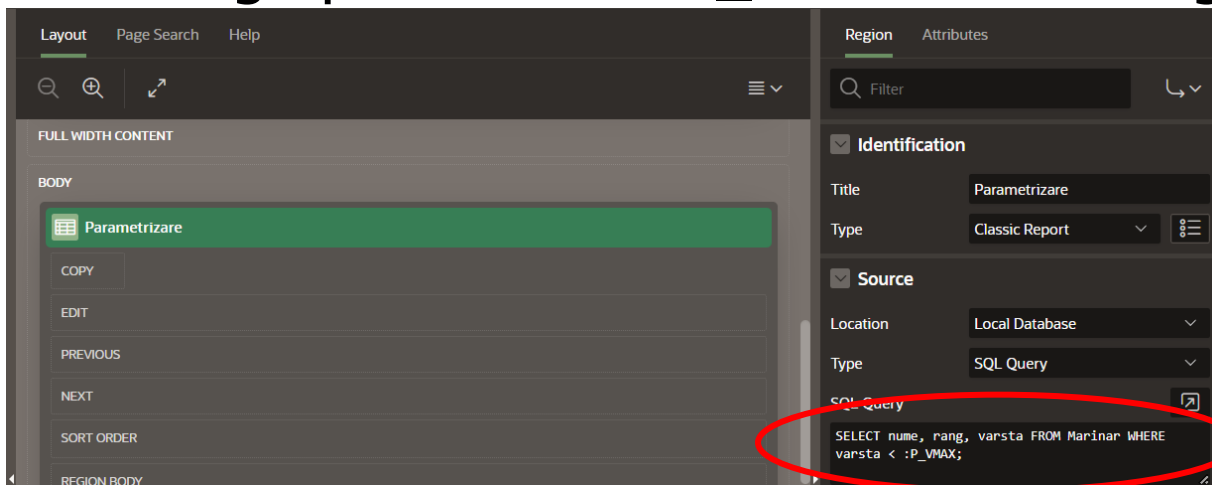 Layout Page Search Help
FULL WIDTH CONTENT
BODY
Parametrizare
COPY
EDIT
PREVIOUS
NEXT
SORT ORDER
REGION BODY
Region Attributes
Filter
Identification
Title Parametrizare
Type Classic Report
Source
Location Local Database
Type SQL Query
SQL Query
SELECT nume, rang, varsta FROM Marinar WHERE
varsta < :P_VMAX;